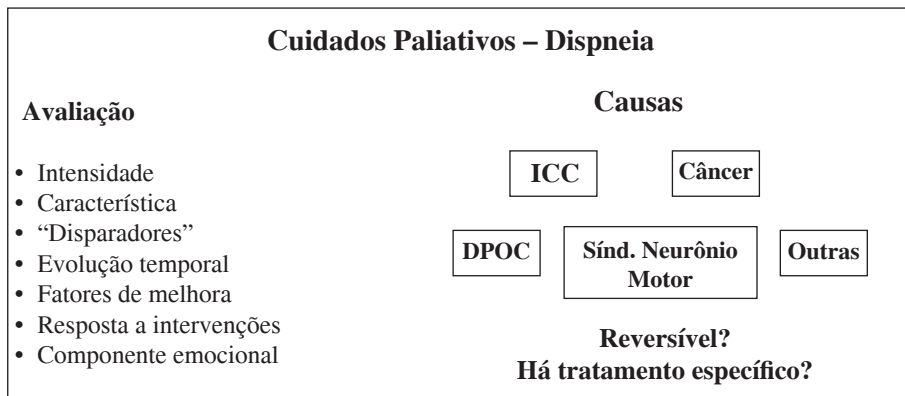 Cuidados Paliativos – Dispneia
Avaliação
• Intensidade
• Característica
• “Disparadores”
• Evolução temporal
• Fatores de melhora
• Resposta a intervenções
• Componente emocional
Causas
ICC
Câncer
DPOC
Sínd. Neurônio
Motor
Outras
Reversível?
Há tratamento específico?